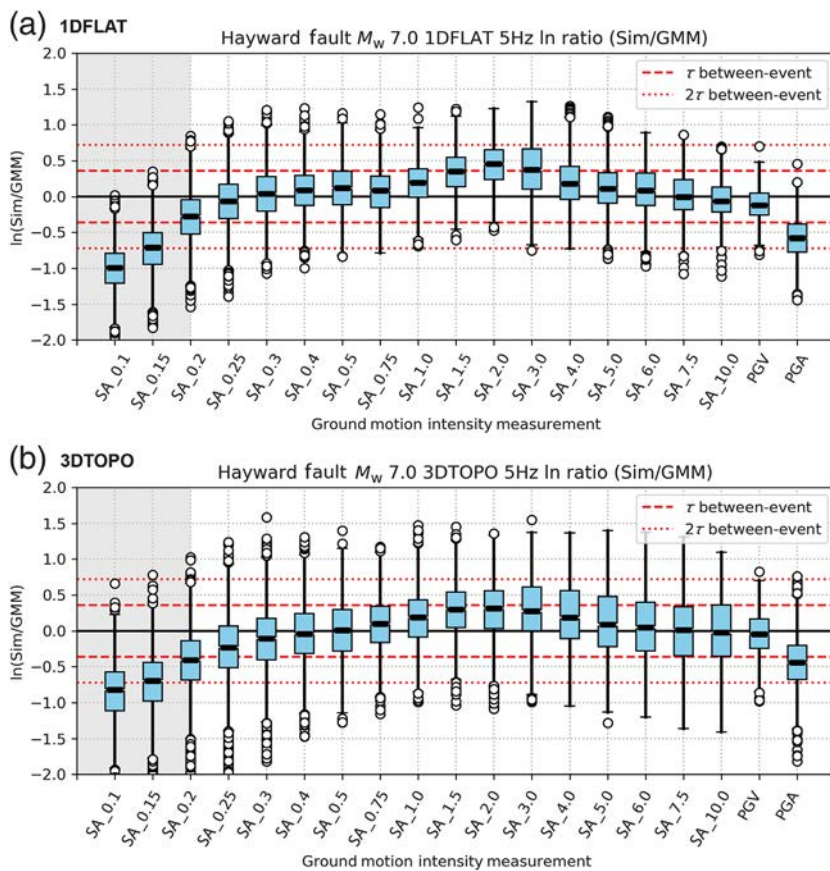 (a) 1DFLAT
Hayward fault Mw 7.0 1DFLAT 5Hz ln ratio (Sim/GMM)
2.0
1.5
1.0
0.5
0.0
−0.5
−1.0
−1.5
−2.0
ln(Sim/GMM)
τ between-event
2τ between-event
SA_0.1 SA_0.15 SA_0.2 SA_0.25 SA_0.3 SA_0.4 SA_0.5 SA_0.75 SA_1.0 SA_1.5 SA_2.0 SA_3.0 SA_4.0 SA_5.0 SA_6.0 SA_7.5 SA_10.0 PGV PGA
Ground motion intensity measurement
(b) 3DTOPO
Hayward fault Mw 7.0 3DTOPO 5Hz ln ratio (Sim/GMM)
2.0
1.5
1.0
0.5
0.0
−0.5
−1.0
−1.5
−2.0
ln(Sim/GMM)
τ between-event
2τ between-event
SA_0.1 SA_0.15 SA_0.2 SA_0.25 SA_0.3 SA_0.4 SA_0.5 SA_0.75 SA_1.0 SA_1.5 SA_2.0 SA_3.0 SA_4.0 SA_5.0 SA_6.0 SA_7.5 SA_10.0 PGV PGA
Ground motion intensity measurement